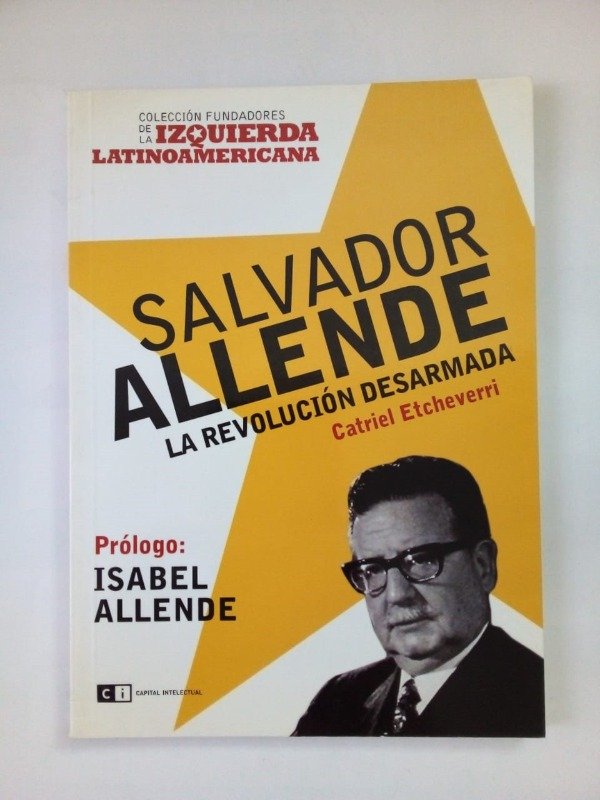 COLECCIÓN FUNDADORES
DE LA IZQUIERDA
LATINOAMERICANA
SALVADOR
ALLENDE
LA REVOLUCIÓN DESARMADA
Catriel Etcheverri
Prólogo:
ISABEL
ALLENDE
Ci CAPITAL INTELECTUAL